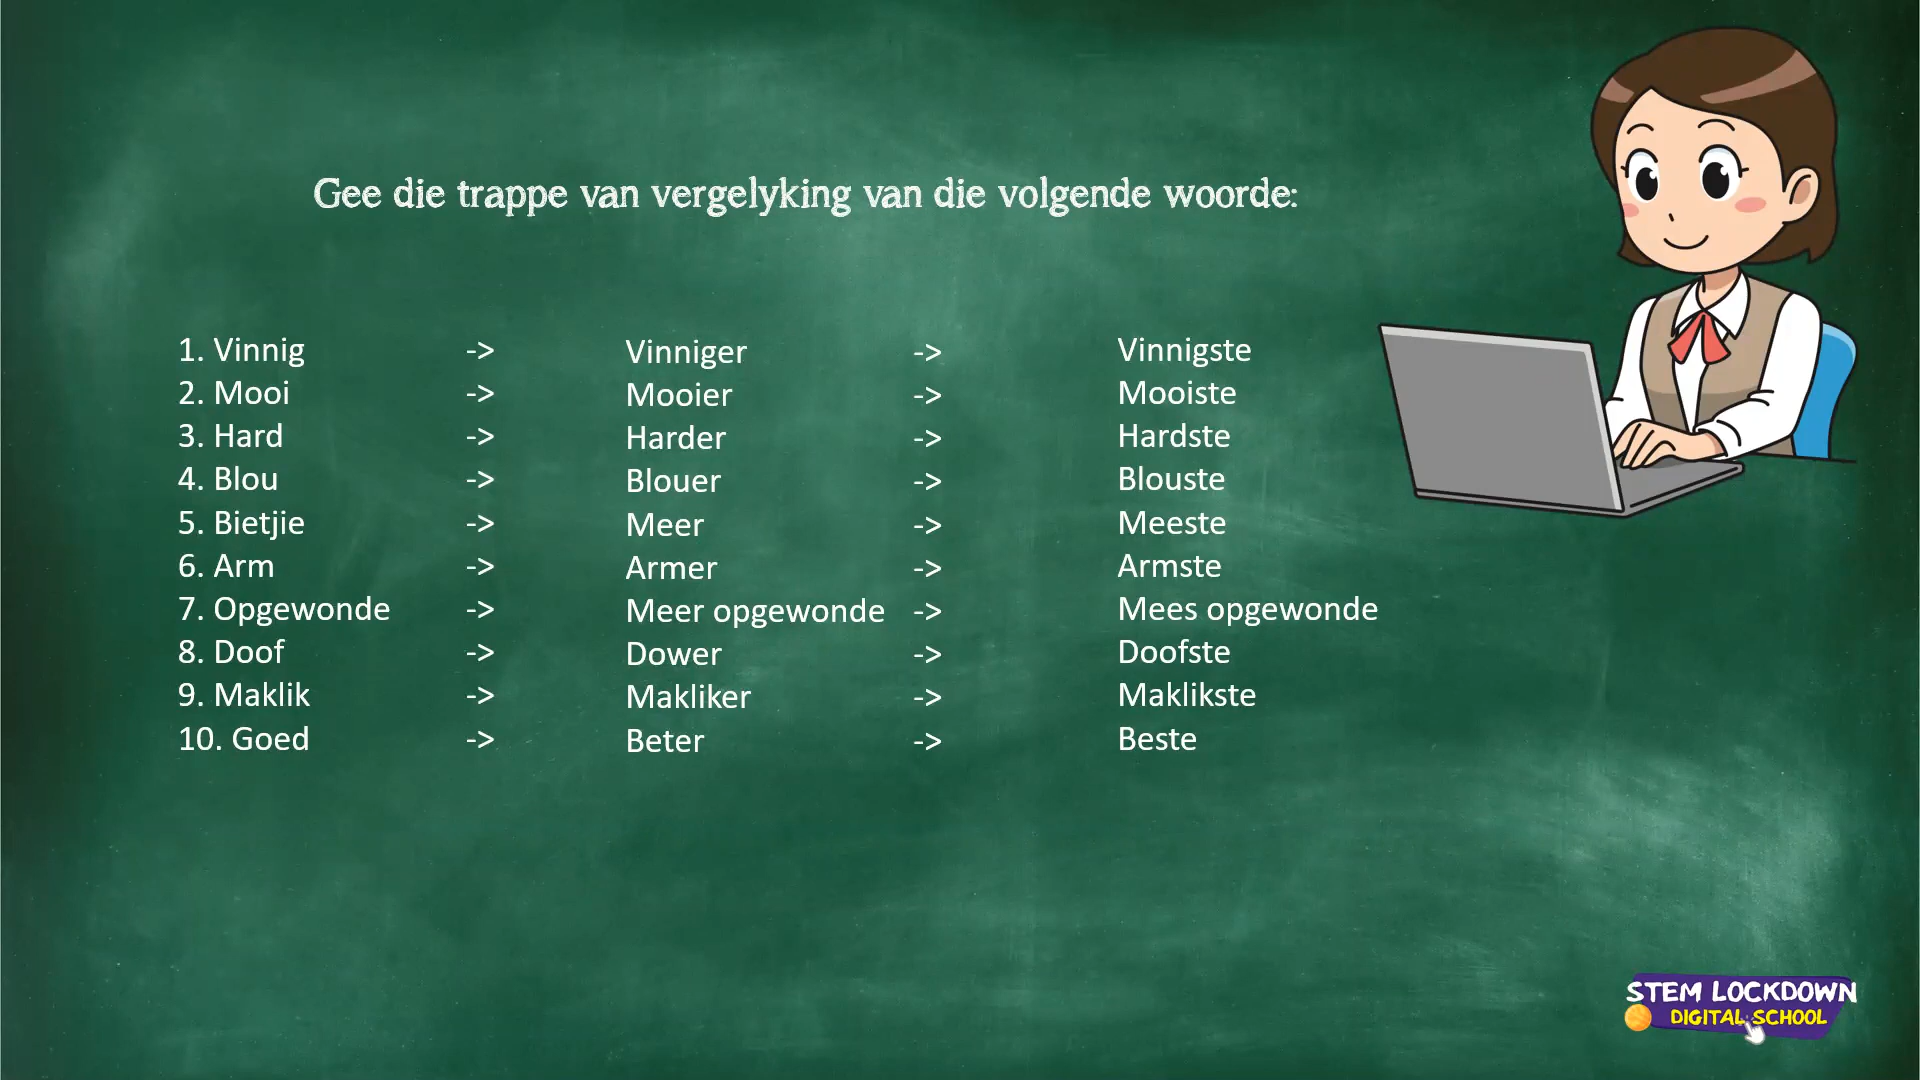 Gee die trappe van vergelyking van die volgende woorde:
1. Vinnig -> Vinniger -> Vinnigste
2. Mooi -> Mooier -> Mooiste
3. Hard -> Harder -> Hardste
4. Blou -> Blouer -> Blouste
5. Bietjie -> Meer -> Meeste
6. Arm -> Armer -> Armste
7. Opgewonde -> Meer opgewonde -> Mees opgewonde
8. Doof -> Dower -> Doofste
9. Maklik -> Makliker -> Maklikste
10. Goed -> Beter -> Beste
STEM LOCKDOWN
DIGITAL SCHOOL